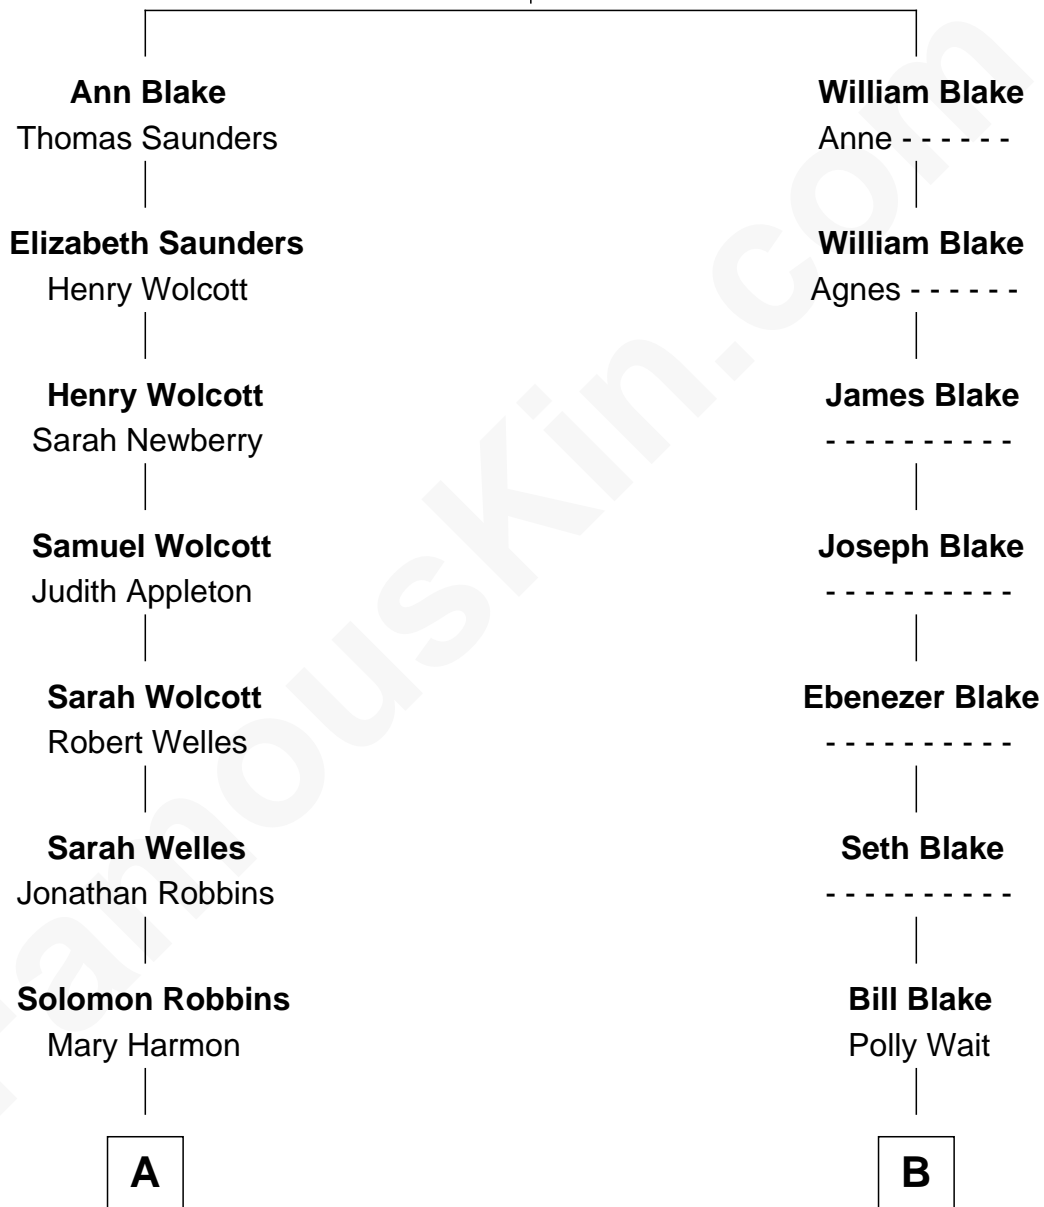 Ann Blake
Thomas Saunders
Elizabeth Saunders
Henry Wolcott
Henry Wolcott
Sarah Newberry
Samuel Wolcott
Judith Appleton
Sarah Wolcott
Robert Welles
Sarah Welles
Jonathan Robbins
Solomon Robbins
Mary Harmon
A
William Blake
Anne - - - - - -
William Blake
Agnes - - - - - -
James Blake
- - - - - - - - - -
Joseph Blake
- - - - - - - - - -
Ebenezer Blake
- - - - - - - - - -
Seth Blake
- - - - - - - - - -
Bill Blake
Polly Wait
B
FamousKin.com